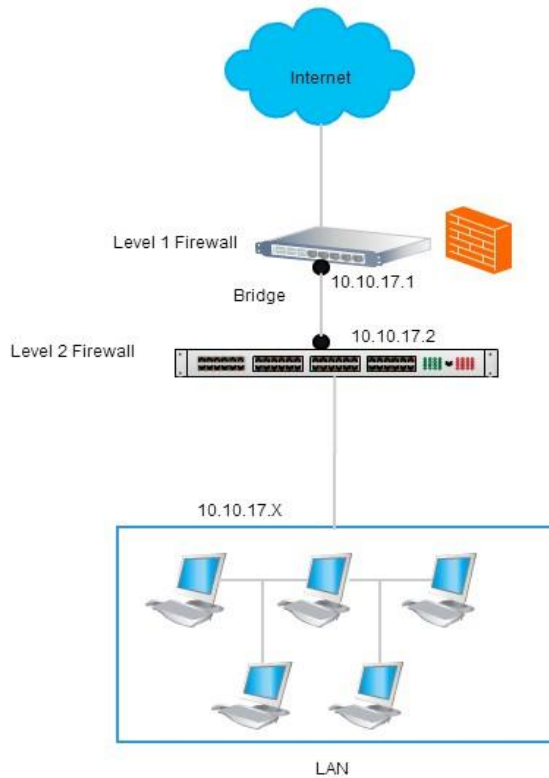 Internet
Level 1 Firewall
10.10.17.1
Bridge
10.10.17.2
Level 2 Firewall
10.10.17.X
LAN